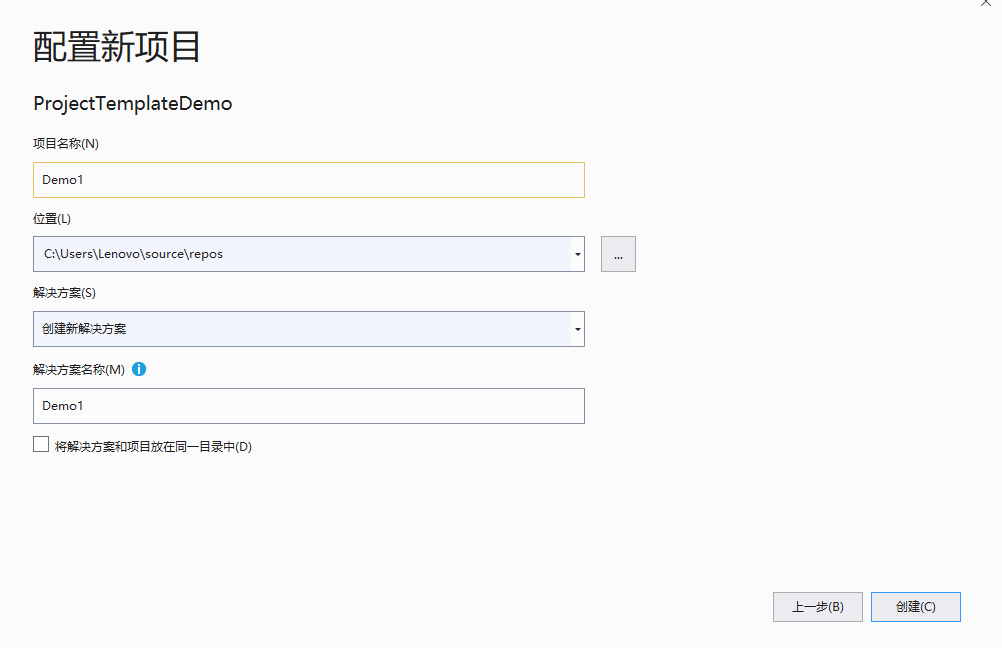 配置新项目
ProjectTemplateDemo
项目名称(N)
Demo1
位置(L)
C:\Users\Lenovo\source\repos
...
解决方案(S)
创建新解决方案
解决方案名称(M)
Demo1
将解决方案和项目放在同一目录中(D)
上一步(B)
创建(C)